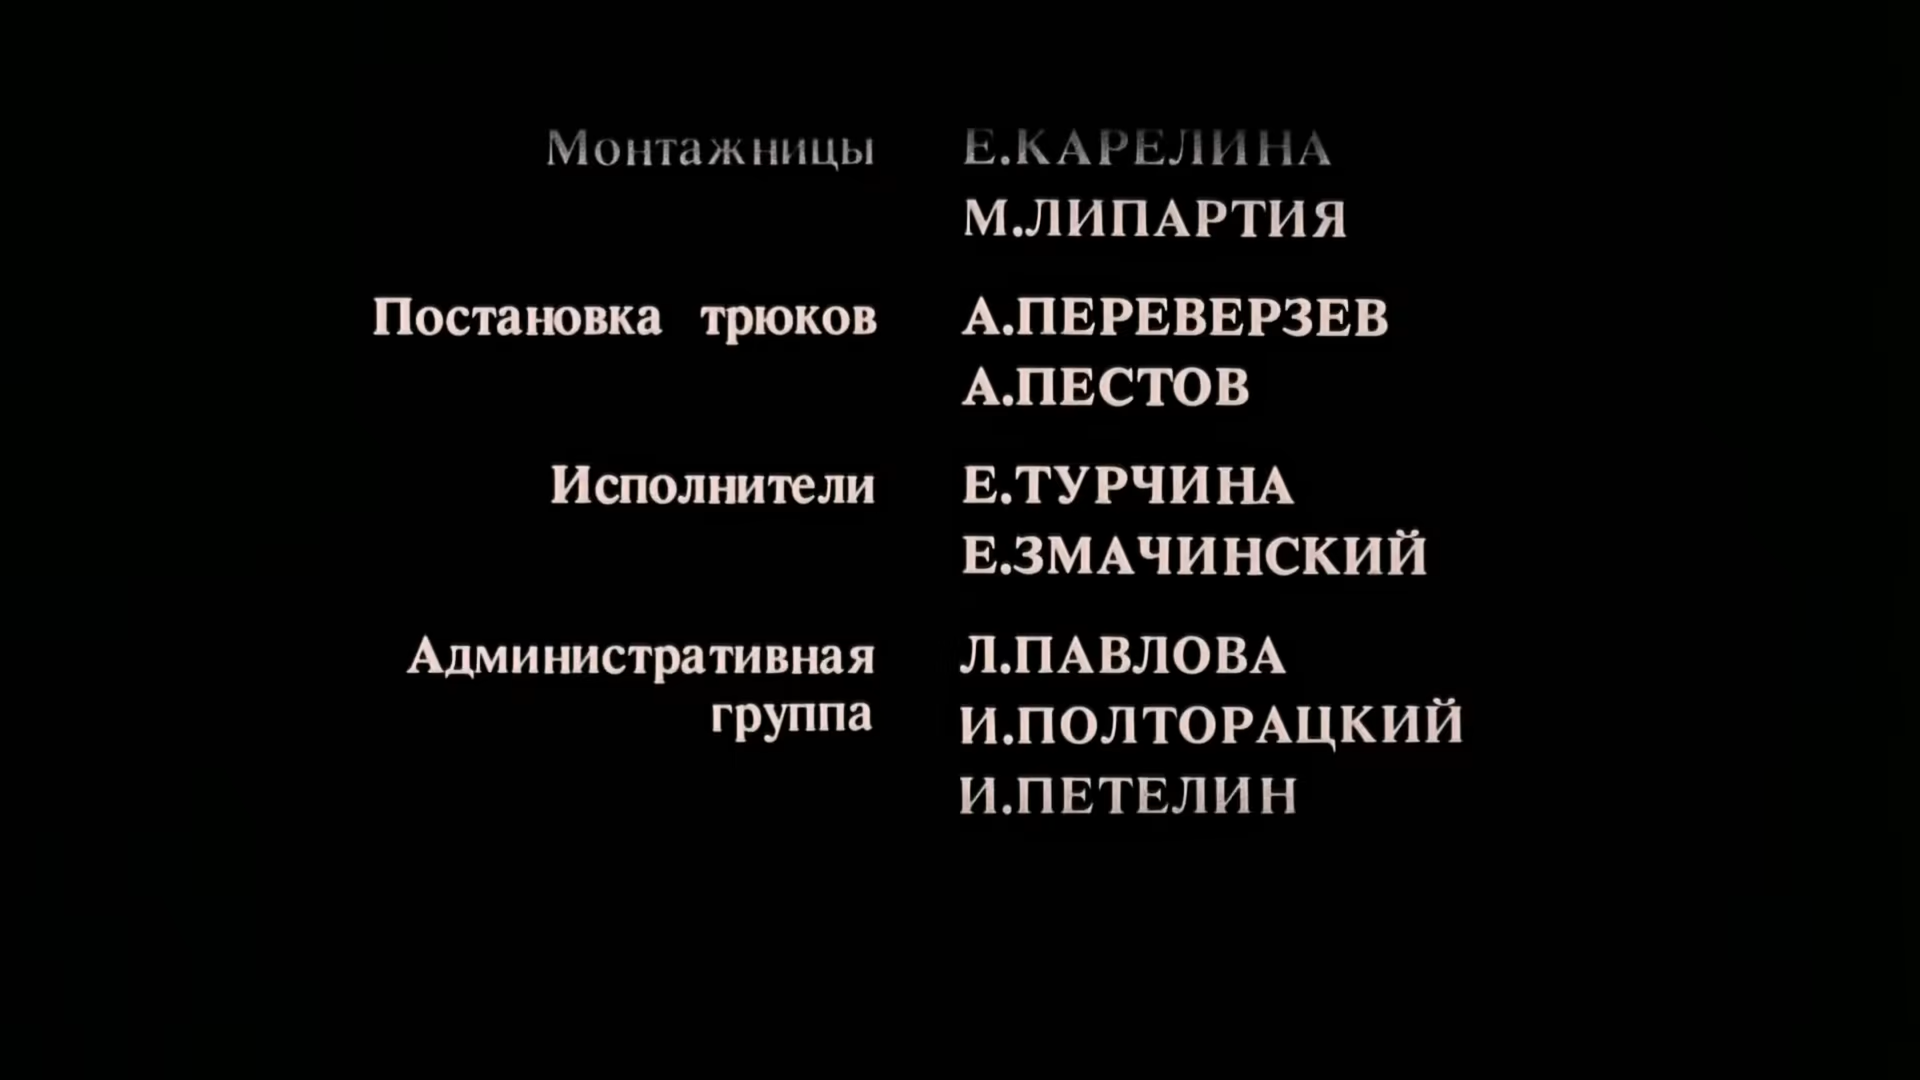 Монтажницы Е.КАРЕЛИНА
М.ЛИПАРТИЯ
Постановка трюков А.ПЕРЕВЕРЗЕВ
А.ПЕСТОВ
Исполнители Е.ТУРЧИНА
Е.ЗМАЧИНСКИЙ
Административная Л.ПАВЛОВА
группа И.ПОЛТОРАЦКИЙ
И.ПЕТЕЛИН